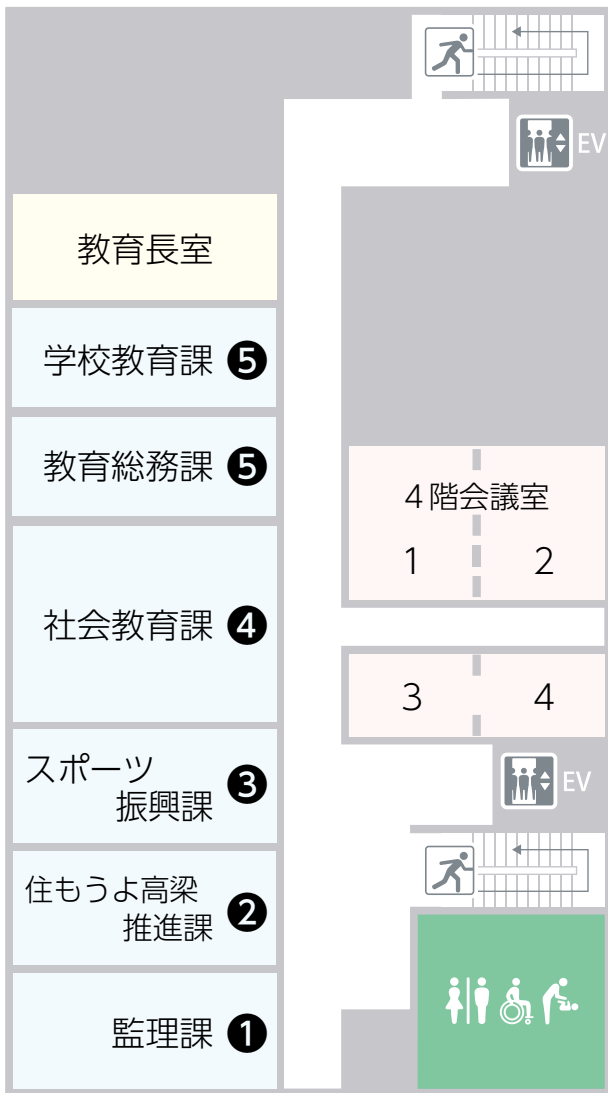 EV
教育長室
学校教育課 ❺
教育総務課 ❺
4階会議室
1 2
社会教育課 ❹
3 4
スポーツ
振興課 ❸
EV
住もうよ高梁
推進課 ❷
監理課 ❶